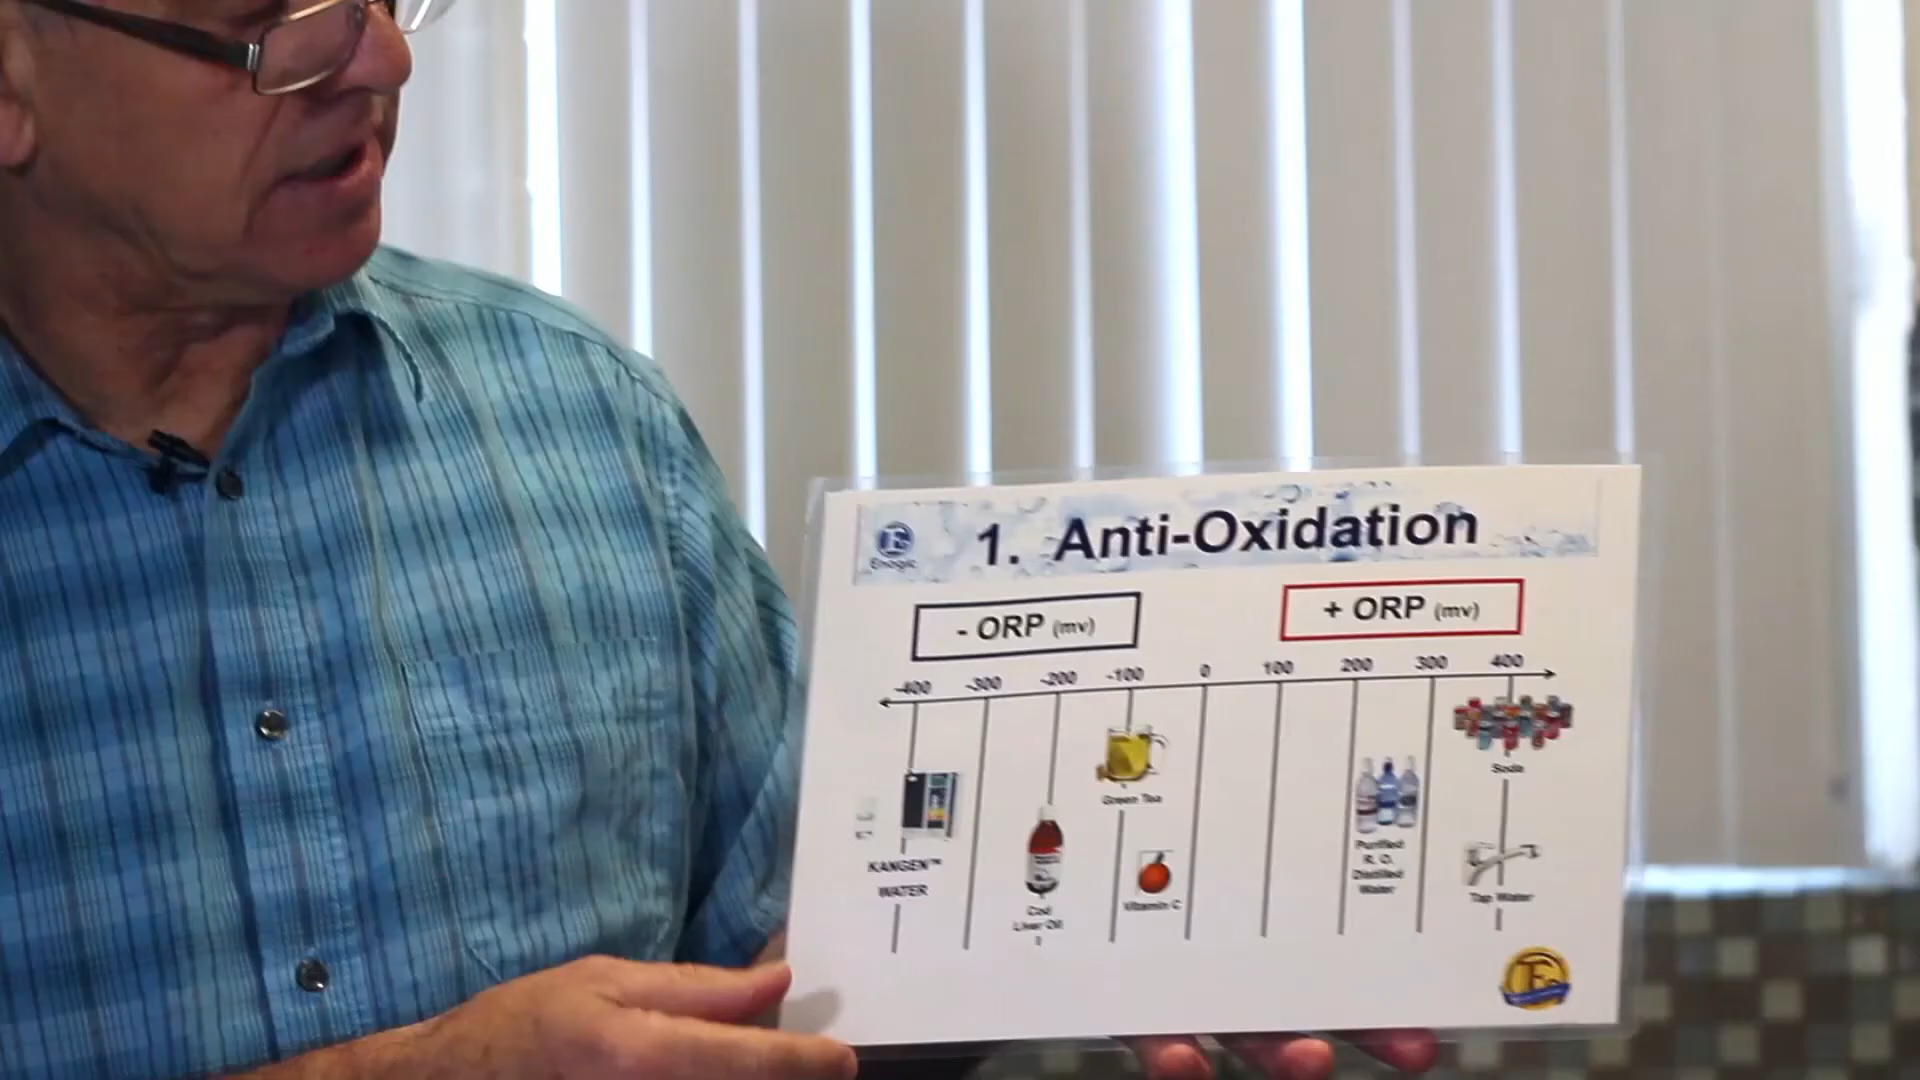 Enagic
1. Anti-Oxidation
- ORP (mv)
+ ORP (mv)
-400 -300 -200 -100 0 100 200 300 400
Soda
Green Tea
Purified
R. O.
Distilled
Water
KANGEN™
WATER
Cod
Liver Oil
Vitamin C
Tap Water